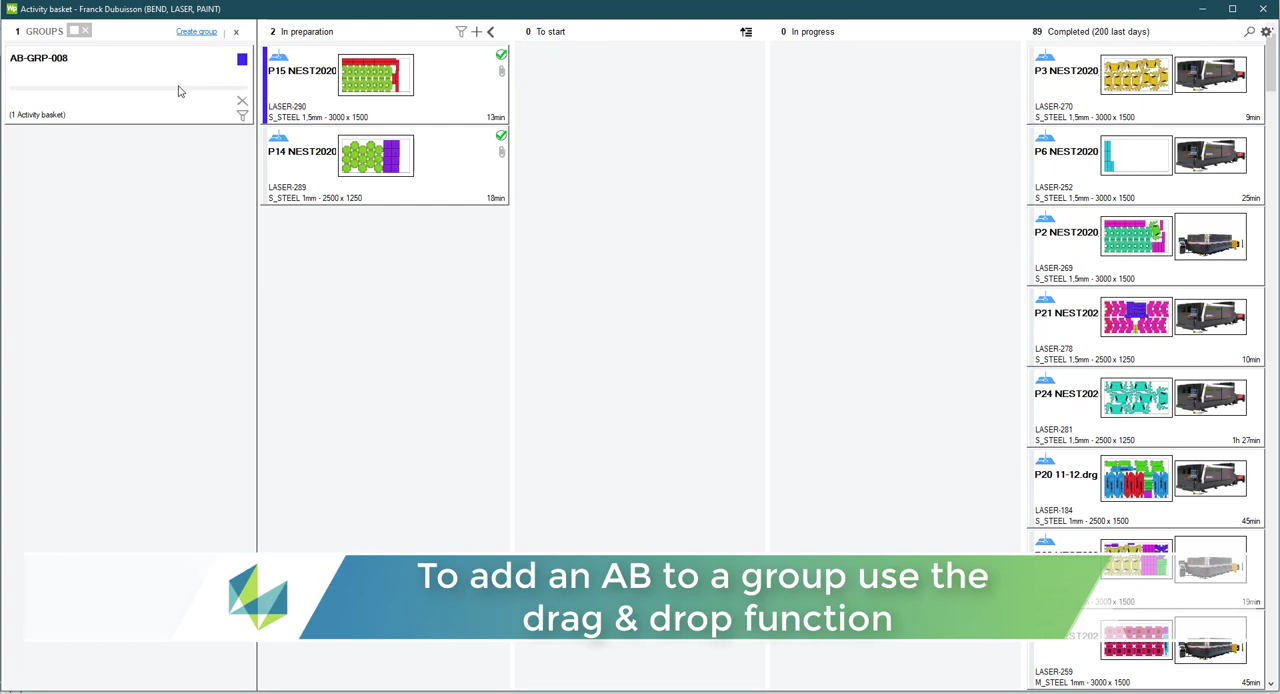 Activity basket - Franck Dubuisson (BEND, LASER, PAINT)
1 GROUPS
Create group
AB-GRP-008
(1 Activity basket)
2 In preparation
P15 NEST2020
LASER-290
S_STEEL 1,5mm - 3000 x 1500
13min
P14 NEST2020
LASER-289
S_STEEL 1mm - 2500 x 1250
18min
0 To start
0 In progress
89 Completed (200 last days)
P3 NEST2020
LASER-270
S_STEEL 1,5mm - 3000 x 1500
9min
P6 NEST2020
LASER-252
S_STEEL 1,5mm - 3000 x 1500
25min
P2 NEST2020
LASER-269
S_STEEL 1,5mm - 3000 x 1500
P21 NEST202
LASER-278
S_STEEL 1,5mm - 2500 x 1250
10min
P24 NEST202
LASER-281
S_STEEL 1,5mm - 2500 x 1250
1h 27min
P20 11-12.drg
LASER-184
S_STEEL 1mm - 2500 x 1250
45min
3000 x 1500
19min
LASER-259
M_STEEL 1mm - 3000 x 1500
45min
To add an AB to a group use the
drag & drop function